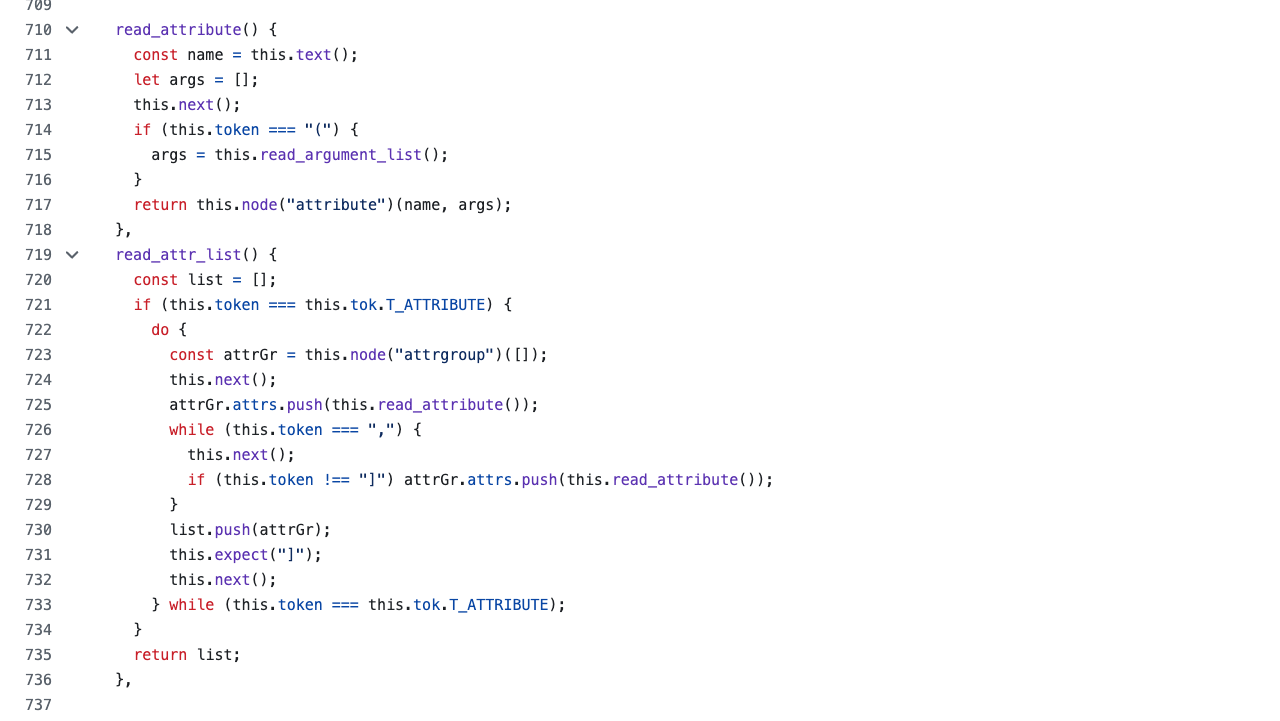 709
710 read_attribute() {
711 const name = this.text();
712 let args = [];
713 this.next();
714 if (this.token === "(") {
715 args = this.read_argument_list();
716 }
717 return this.node("attribute")(name, args);
718 },
719 read_attr_list() {
720 const list = [];
721 if (this.token === this.tok.T_ATTRIBUTE) {
722 do {
723 const attrGr = this.node("attrgroup")([]);
724 this.next();
725 attrGr.attrs.push(this.read_attribute());
726 while (this.token === ",") {
727 this.next();
728 if (this.token !== "]") attrGr.attrs.push(this.read_attribute());
729 }
730 list.push(attrGr);
731 this.expect("]");
732 this.next();
733 } while (this.token === this.tok.T_ATTRIBUTE);
734 }
735 return list;
736 },
737